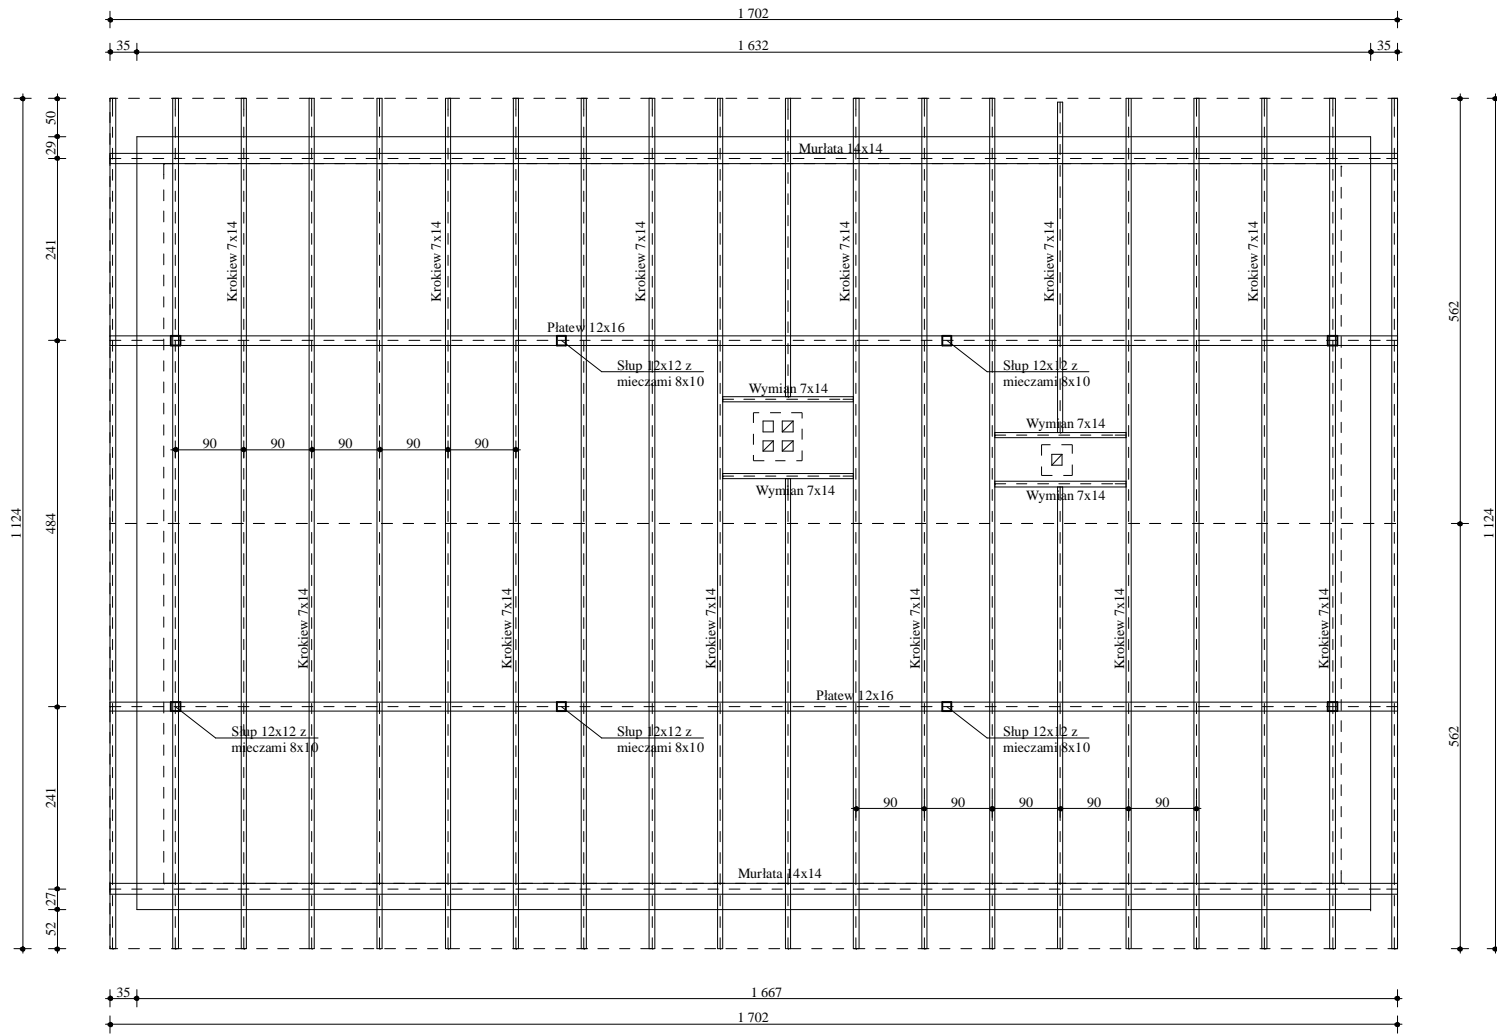 1 702
35
1 632
35
50
29
Murłata 14x14
241
Krokiew 7x14
Krokiew 7x14
Krokiew 7x14
Krokiew 7x14
Krokiew 7x14
Krokiew 7x14
562
Płatew 12x16
Słup 12x12 z
mieczami 8x10
Słup 12x12 z
mieczami 8x10
Wymian 7x14
Wymian 7x14
90
90
90
90
90
Wymian 7x14
Wymian 7x14
1 124
484
1 124
Krokiew 7x14
Krokiew 7x14
Krokiew 7x14
Krokiew 7x14
Krokiew 7x14
Krokiew 7x14
Płatew 12x16
Słup 12x12 z
mieczami 8x10
Słup 12x12 z
mieczami 8x10
Słup 12x12 z
mieczami 8x10
562
241
90
90
90
90
90
Murłata 14x14
27
52
35
1 667
1 702